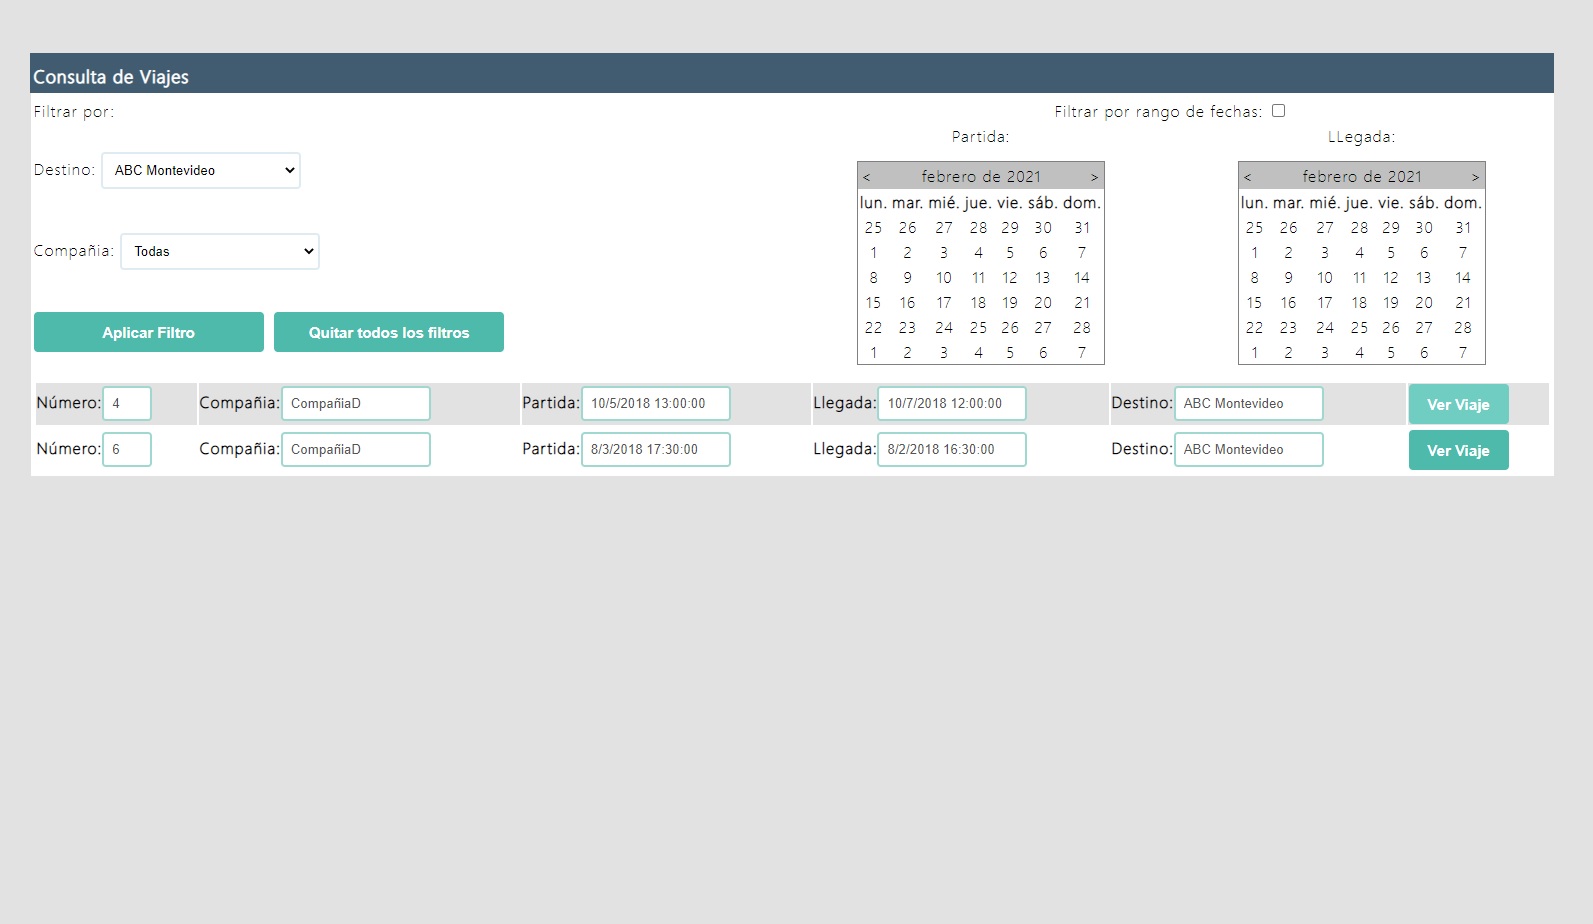 Consulta de Viajes
Filtrar por:
Filtrar por rango de fechas:
Partida:
LLegada:
Destino: ABC Montevideo
Compañia: Todas
Aplicar Filtro
Quitar todos los filtros
< febrero de 2021 >
lun. mar. mié. jue. vie. sáb. dom.
25 26 27 28 29 30 31
1 2 3 4 5 6 7
8 9 10 11 12 13 14
15 16 17 18 19 20 21
22 23 24 25 26 27 28
1 2 3 4 5 6 7
< febrero de 2021 >
lun. mar. mié. jue. vie. sáb. dom.
25 26 27 28 29 30 31
1 2 3 4 5 6 7
8 9 10 11 12 13 14
15 16 17 18 19 20 21
22 23 24 25 26 27 28
1 2 3 4 5 6 7
Número: 4 Compañia: CompañiaD Partida: 10/5/2018 13:00:00 Llegada: 10/7/2018 12:00:00 Destino: ABC Montevideo Ver Viaje
Número: 6 Compañia: CompañiaD Partida: 8/3/2018 17:30:00 Llegada: 8/2/2018 16:30:00 Destino: ABC Montevideo Ver Viaje